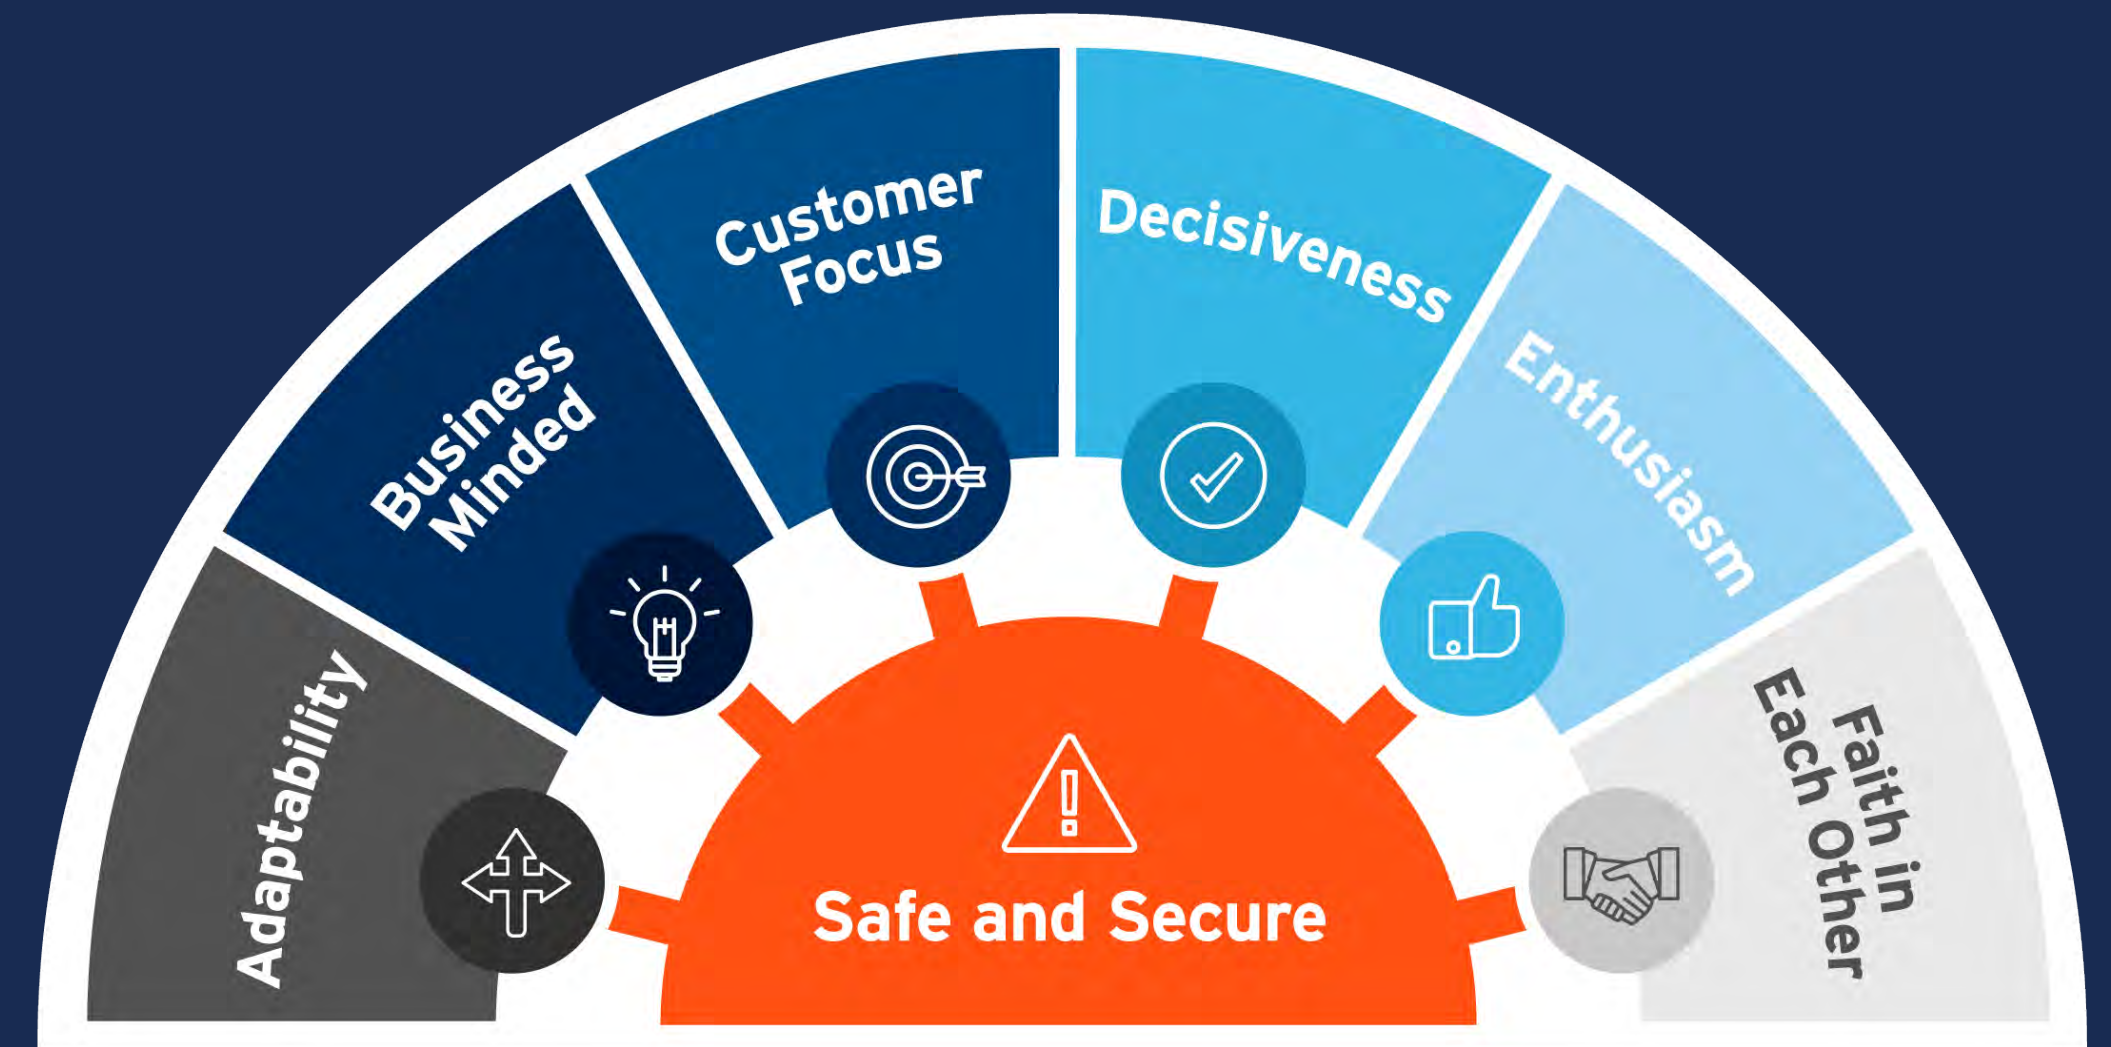 Adaptability
Business
Minded
Customer
Focus
Decisiveness
Enthusiasm
Faith in
Each Other
Safe and Secure